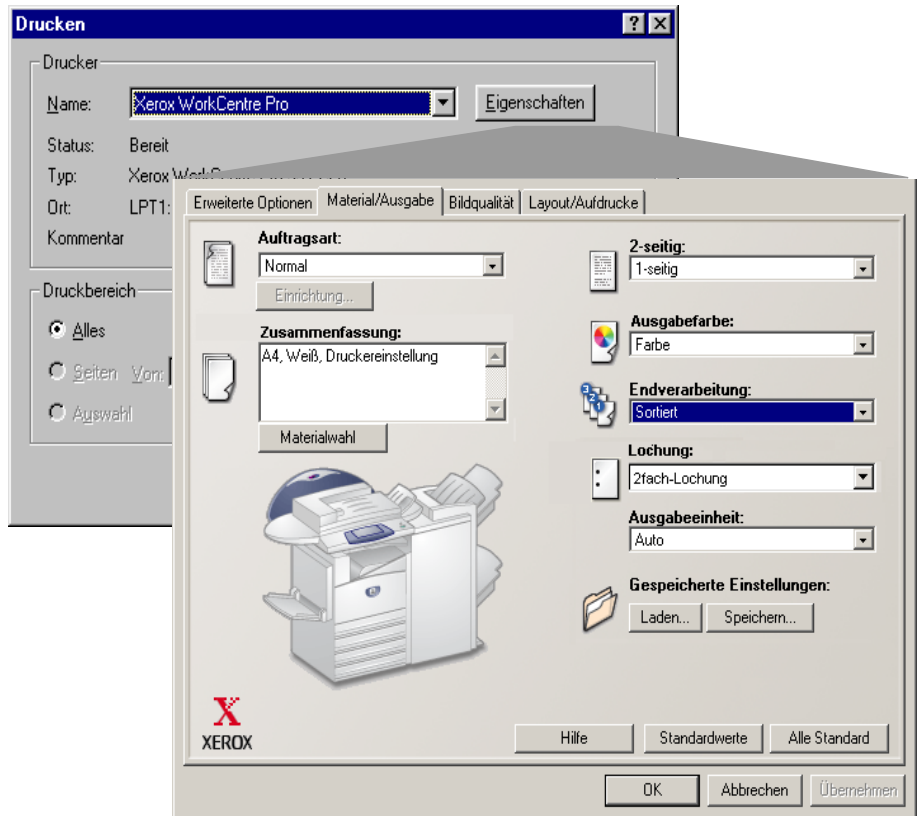 Drucken
Drucker
Name: Xerox WorkCentre Pro Eigenschaften
Status: Bereit
Typ:
Ort: LPT1:
Kommentar
Druckbereich
Alles
Seiten Von:
Auswahl
Erweiterte Optionen Material/Ausgabe Bildqualität Layout/Aufdrucke
Auftragsart:
Normal
Einrichtung...
Zusammenfassung:
A4, Weiß, Druckereinstellung
Materialwahl
2-seitig:
1-seitig
Ausgabefarbe:
Farbe
Endverarbeitung:
Sortiert
Lochung:
2fach-Lochung
Ausgabeeinheit:
Auto
Gespeicherte Einstellungen:
Laden... Speichern...
X
XEROX
Hilfe Standardwerte Alle Standard
OK Abbrechen Übernehmen